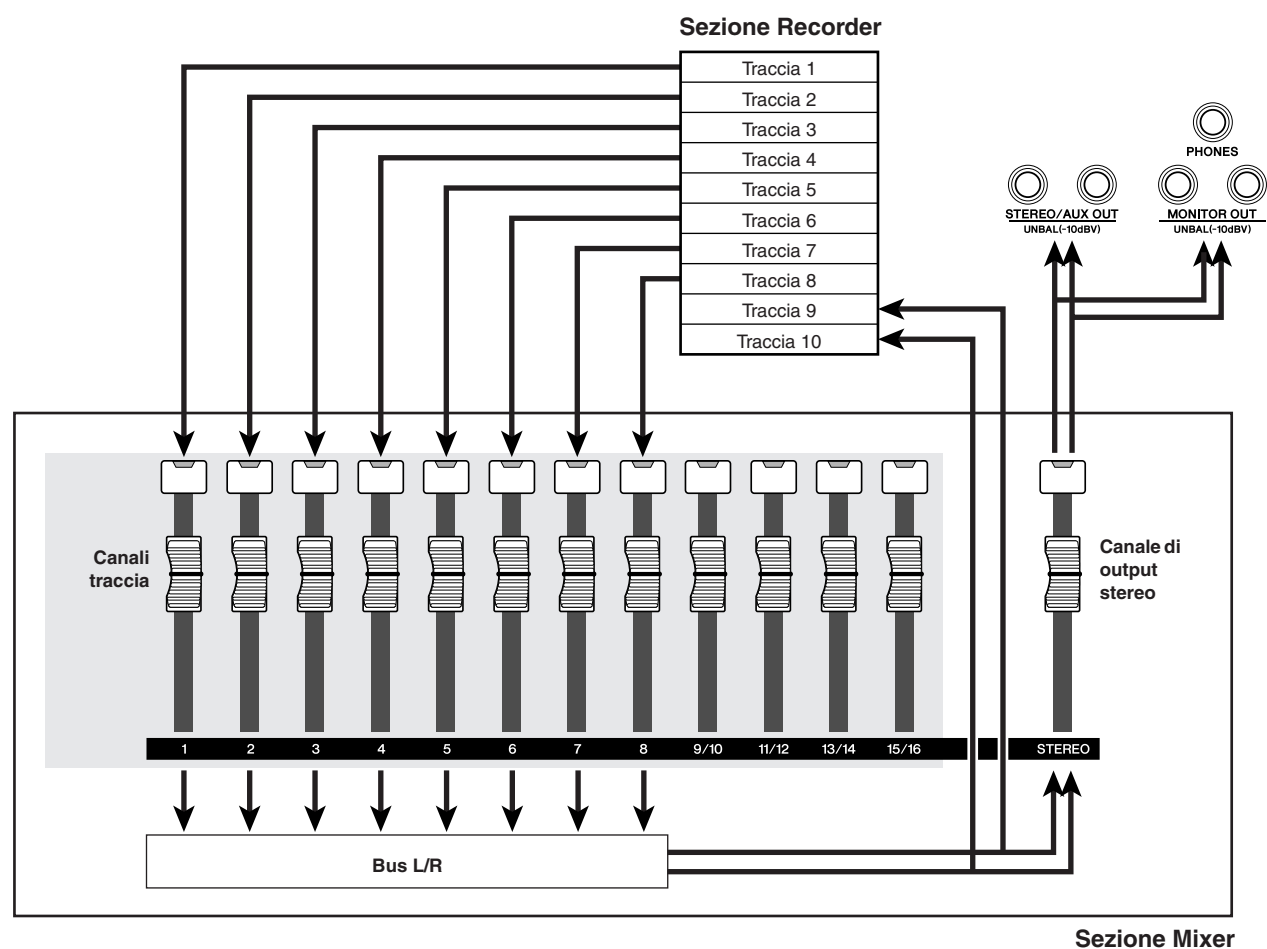 Sezione Recorder
Traccia 1
Traccia 2
Traccia 3
Traccia 4
Traccia 5
Traccia 6
Traccia 7
Traccia 8
Traccia 9
Traccia 10
PHONES
STEREO/AUX OUT
UNBAL(-10dBV)
MONITOR OUT
UNBAL(-10dBV)
Canali
traccia
Canale di
output
stereo
1 2 3 4 5 6 7 8 9/10 11/12 13/14 15/16 STEREO
Bus L/R
Sezione Mixer